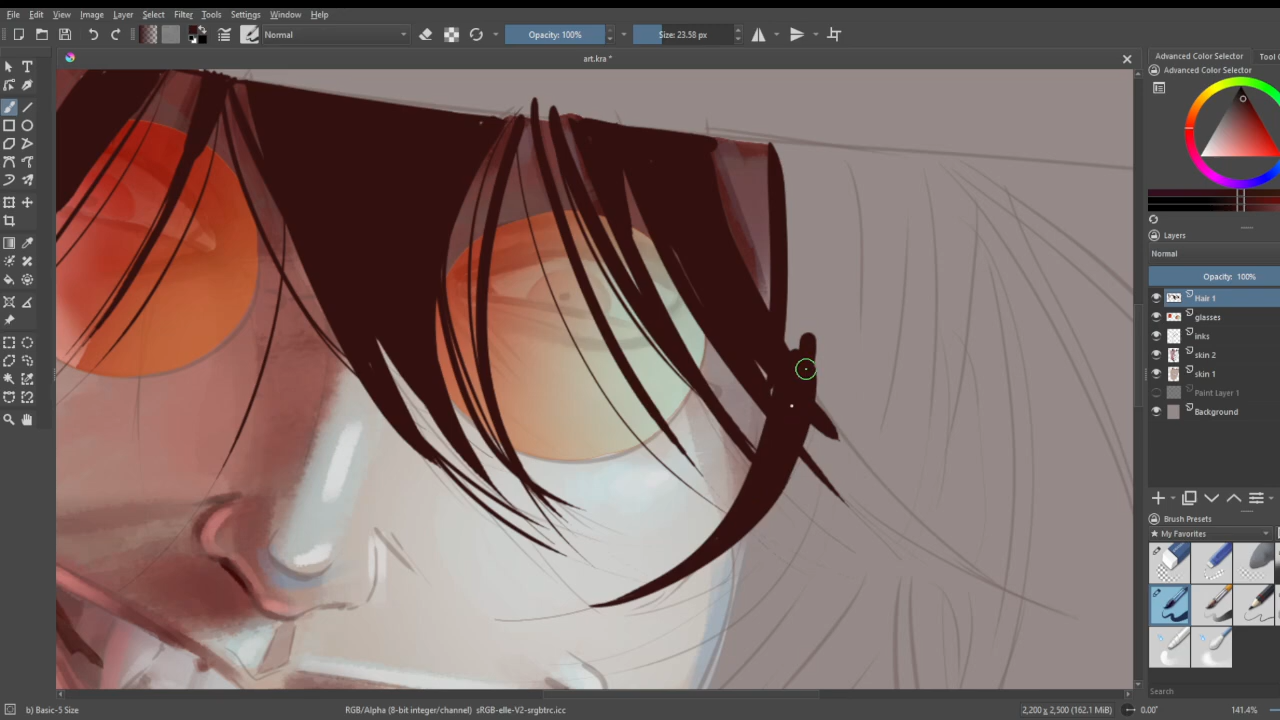 File Edit View Image Layer Select Filter Tools Settings Window Help
Normal Opacity: 100% Size: 23.58 px
art.kra *
Advanced Color Selector Tool
Advanced Color Selector
Layers
Normal
Opacity: 100%
Hair 1
glasses
inks
skin 2
skin 1
Paint Layer 1
Background
Brush Presets
★ My Favorites
Search
b) Basic-5 Size RGB/Alpha (8-bit integer/channel) sRGB-elle-V2-srgbtrc.icc 2,200 x 2,500 (162.1 MiB) 0.00° 141.4%